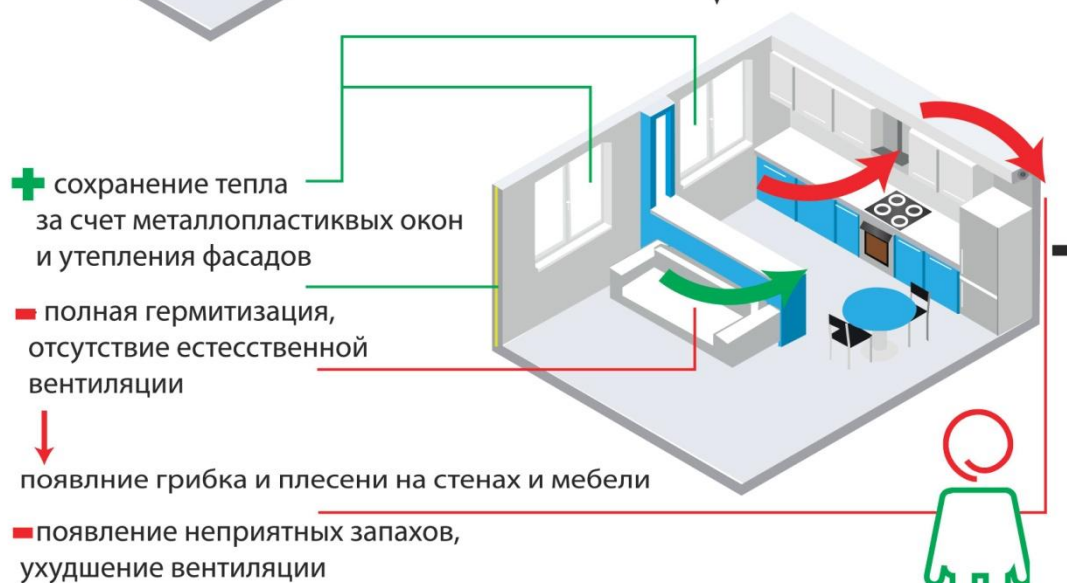 + сохранение тепла
за счет металлопластиквых окон
и утепления фасадов
- полная гермитизация,
отсутствие естесственной
вентиляции
появлние грибка и плесени на стенах и мебели
- появление неприятных запахов,
ухудшение вентиляции